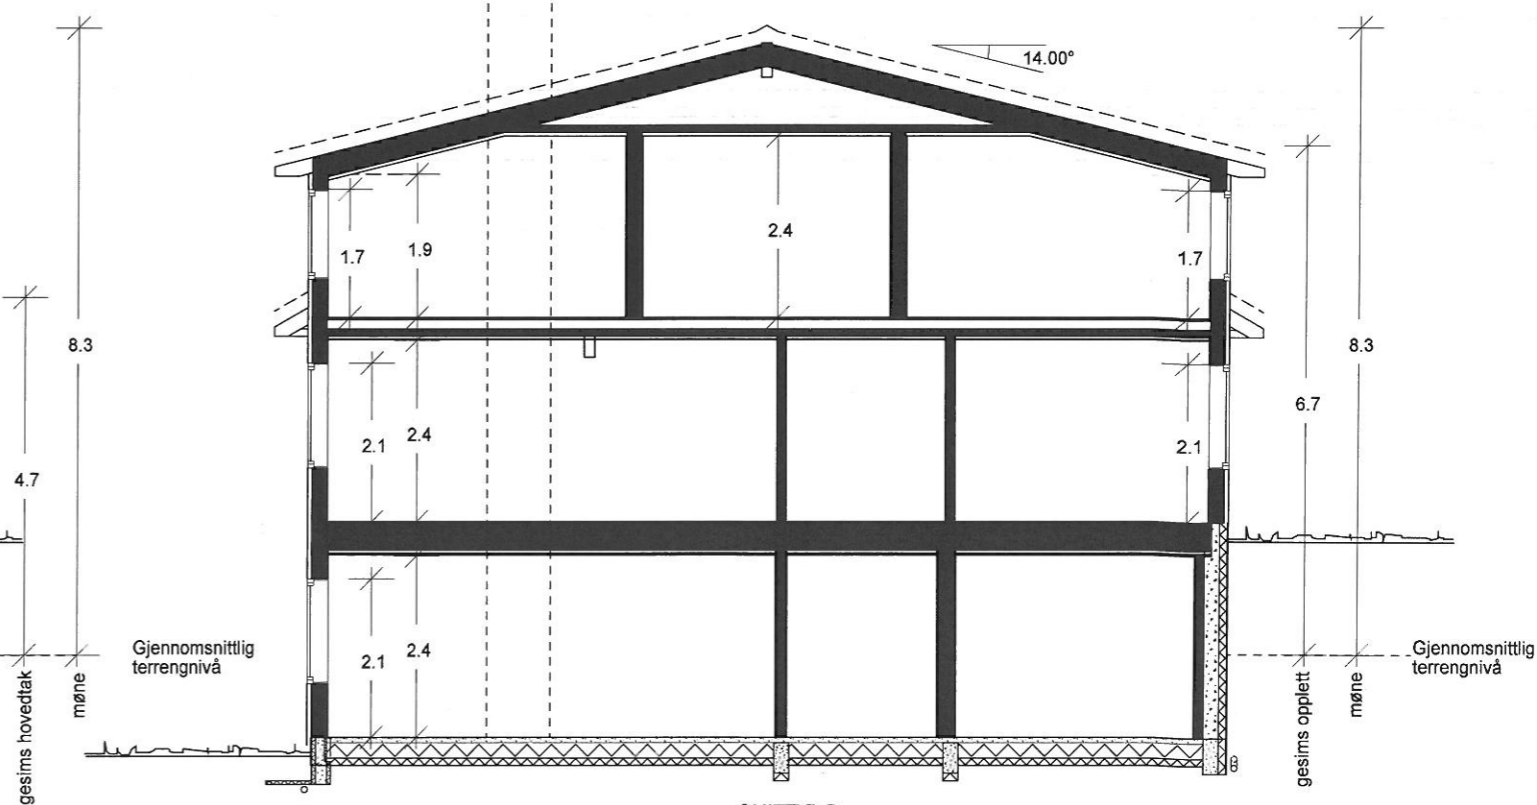 14.00°
1.7
1.9
2.4
1.7
8.3
8.3
6.7
4.7
2.1
2.4
2.1
2.1
2.4
Gjennomsnittlig
terrengnivå
Gjennomsnittlig
terrengnivå
gesims hovedtak
møne
gesims opplett
møne